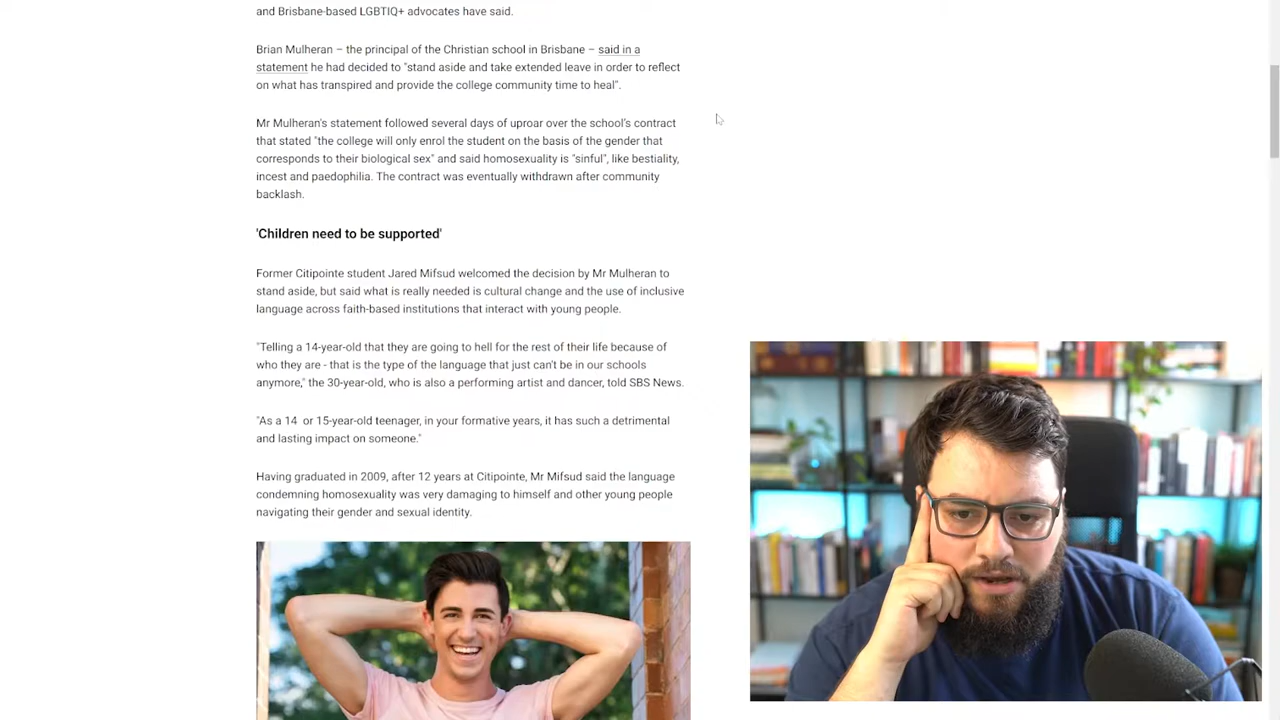 and Brisbane-based LGBTIQ+ advocates have said.
Brian Mulheran – the principal of the Christian school in Brisbane – said in a
statement he had decided to "stand aside and take extended leave in order to reflect
on what has transpired and provide the college community time to heal".
Mr Mulheran's statement followed several days of uproar over the school's contract
that stated "the college will only enrol the student on the basis of the gender that
corresponds to their biological sex" and said homosexuality is "sinful", like bestiality,
incest and paedophilia. The contract was eventually withdrawn after community
backlash.
'Children need to be supported'
Former Citipointe student Jared Mifsud welcomed the decision by Mr Mulheran to
stand aside, but said what is really needed is cultural change and the use of inclusive
language across faith-based institutions that interact with young people.
"Telling a 14-year-old that they are going to hell for the rest of their life because of
who they are - that is the type of the language that just can't be in our schools
anymore," the 30-year-old, who is also a performing artist and dancer, told SBS News.
"As a 14 or 15-year-old teenager, in your formative years, it has such a detrimental
and lasting impact on someone."
Having graduated in 2009, after 12 years at Citipointe, Mr Mifsud said the language
condemning homosexuality was very damaging to himself and other young people
navigating their gender and sexual identity.